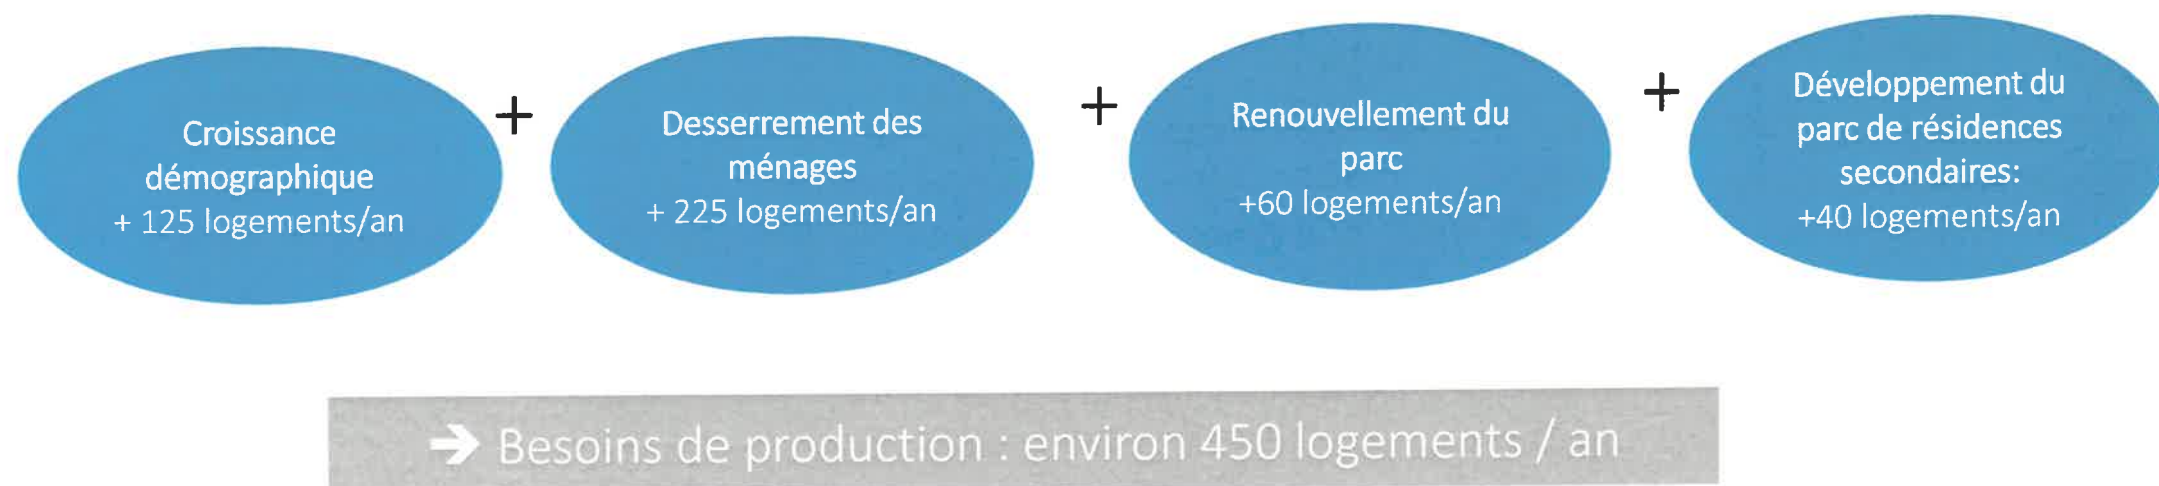 Croissance
démographique
+ 125 logements/an
+
Desserrement des
ménages
+ 225 logements/an
+
Renouvellement du
parc
+60 logements/an
+
Développement du
parc de résidences
secondaires:
+40 logements/an
➔ Besoins de production : environ 450 logements / an